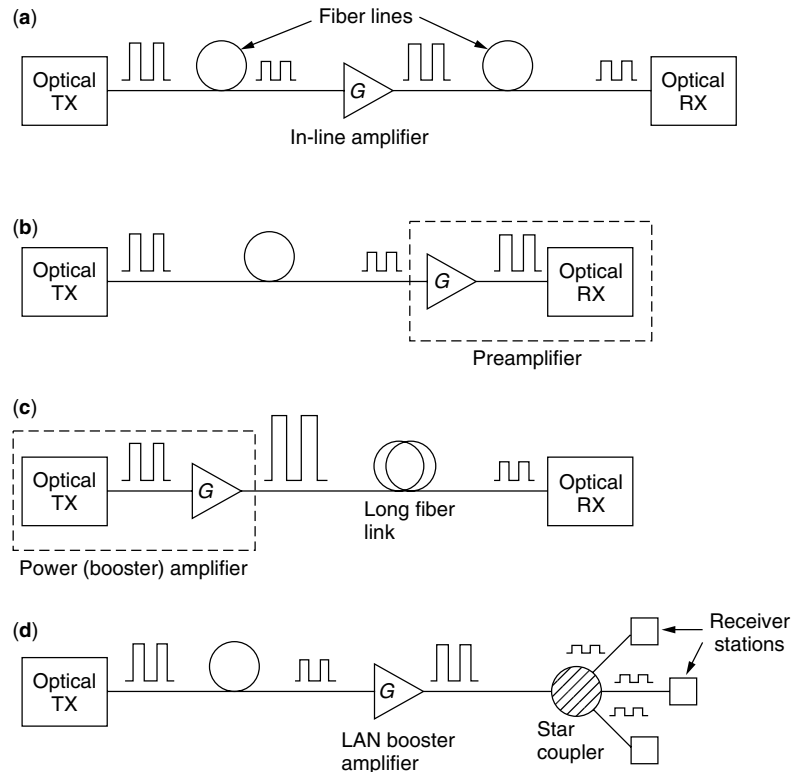 (a)
Fiber lines
Optical
TX
G
Optical
RX
In-line amplifier
(b)
Optical
TX
G
Optical
RX
Preamplifier
(c)
Optical
TX
G
Long fiber
link
Optical
RX
Power (booster) amplifier
(d)
Receiver
stations
Optical
TX
G
LAN booster
amplifier
Star
coupler